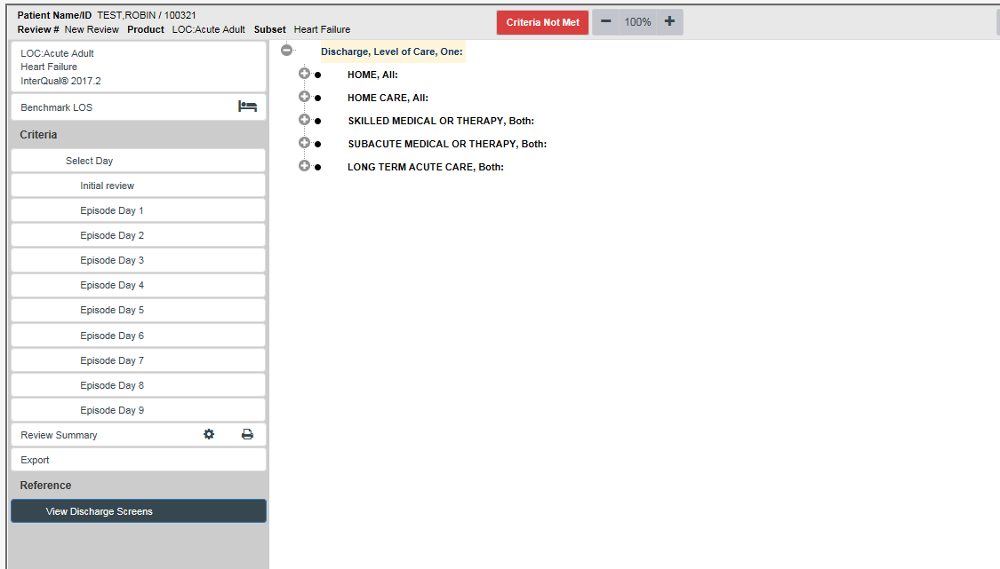 Patient Name/ID TEST,ROBIN / 100321
Review # New Review Product LOC:Acute Adult Subset Heart Failure
Criteria Not Met
100%
LOC:Acute Adult
Heart Failure
InterQual® 2017.2
Benchmark LOS
Criteria
Select Day
Initial review
Episode Day 1
Episode Day 2
Episode Day 3
Episode Day 4
Episode Day 5
Episode Day 6
Episode Day 7
Episode Day 8
Episode Day 9
Review Summary
Export
Reference
View Discharge Screens
Discharge, Level of Care, One:
HOME, All:
HOME CARE, All:
SKILLED MEDICAL OR THERAPY, Both:
SUBACUTE MEDICAL OR THERAPY, Both:
LONG TERM ACUTE CARE, Both: